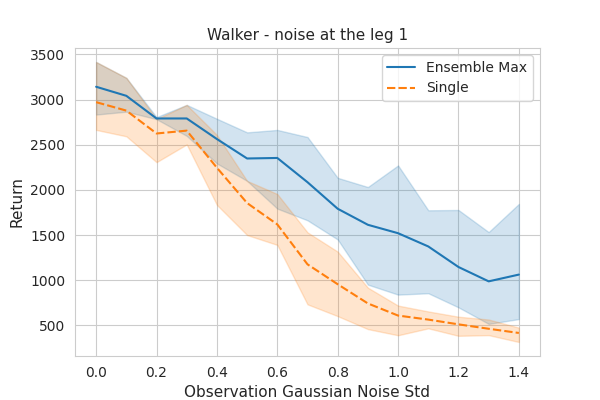 Walker - noise at the leg 1
Ensemble Max
Single
Return
3500
3000
2500
2000
1500
1000
500
0.0 0.2 0.4 0.6 0.8 1.0 1.2 1.4
Observation Gaussian Noise Std